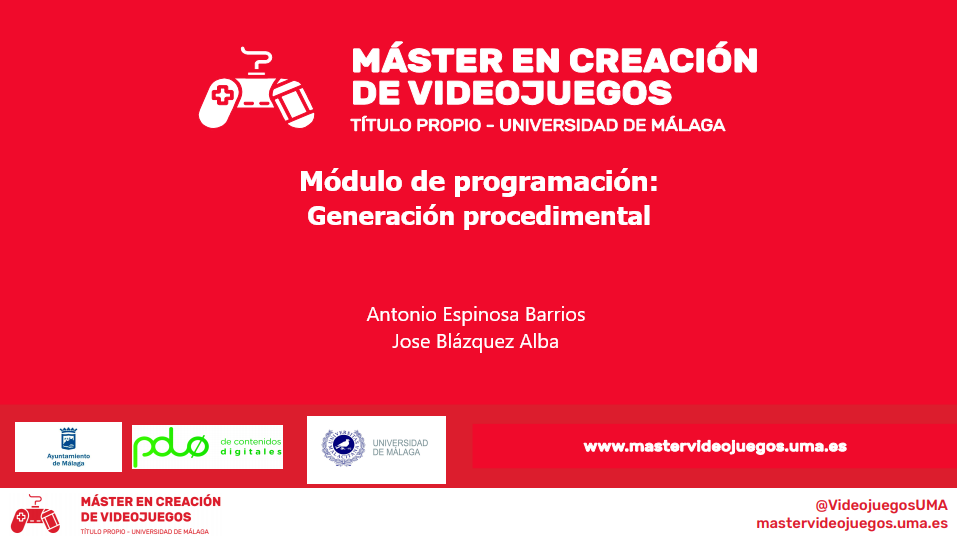 MÁSTER EN CREACIÓN
DE VIDEOJUEGOS
TÍTULO PROPIO - UNIVERSIDAD DE MÁLAGA
Módulo de programación:
Generación procedimental
Antonio Espinosa Barrios
Jose Blázquez Alba
Ayuntamiento
de Málaga
polo
de contenidos
digitales
UNIVERSIDAD
DE MÁLAGA
www.mastervideojuegos.uma.es
MÁSTER EN CREACIÓN
DE VIDEOJUEGOS
TÍTULO PROPIO - UNIVERSIDAD DE MÁLAGA
@VideojuegosUMA
mastervideojuegos.uma.es